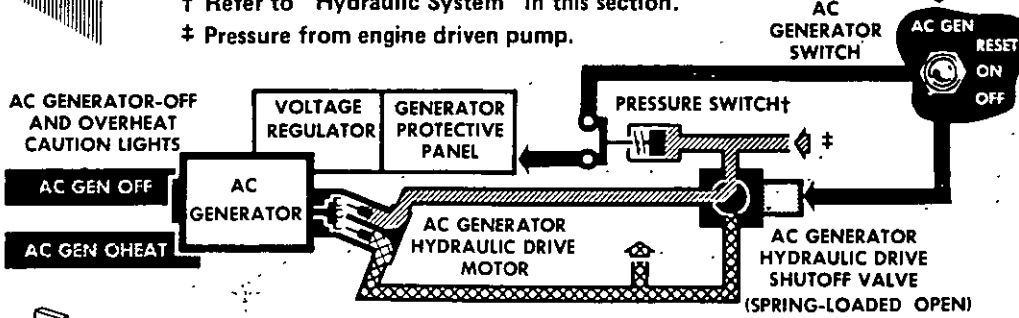 † Refer to "Hydraulic System" in this section.
‡ Pressure from engine driven pump.
AC
GENERATOR
SWITCH
AC GEN
RESET
ON
OFF
AC GENERATOR-OFF
AND OVERHEAT
CAUTION LIGHTS
VOLTAGE
REGULATOR
GENERATOR
PROTECTIVE
PANEL
PRESSURE SWITCH†
‡
AC GEN OFF
AC
GENERATOR
AC GEN OHEAT
AC GENERATOR
HYDRAULIC DRIVE
MOTOR
AC GENERATOR
HYDRAULIC DRIVE
SHUTOFF VALVE
(SPRING-LOADED OPEN)